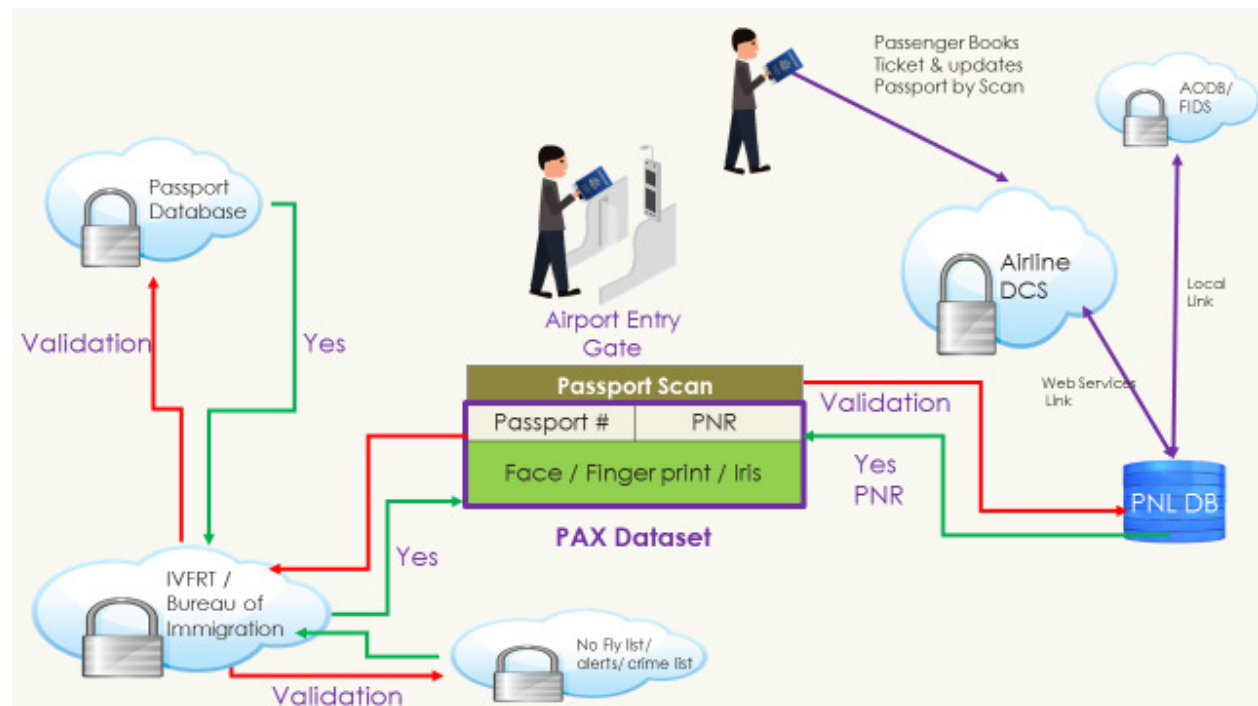 Passenger Books
Ticket & updates
Passport by Scan
AODB/
FIDS
Passport
Database
Airline
DCS
Local
Link
Validation
Yes
Airport Entry
Gate
Web Services
Link
Passport Scan
Validation
Passport #
PNR
Face / Finger print / Iris
Yes
PNR
PNL DB
PAX Dataset
Yes
IVFRT /
Bureau of
Immigration
No Fly list/
alerts/ crime list
Validation